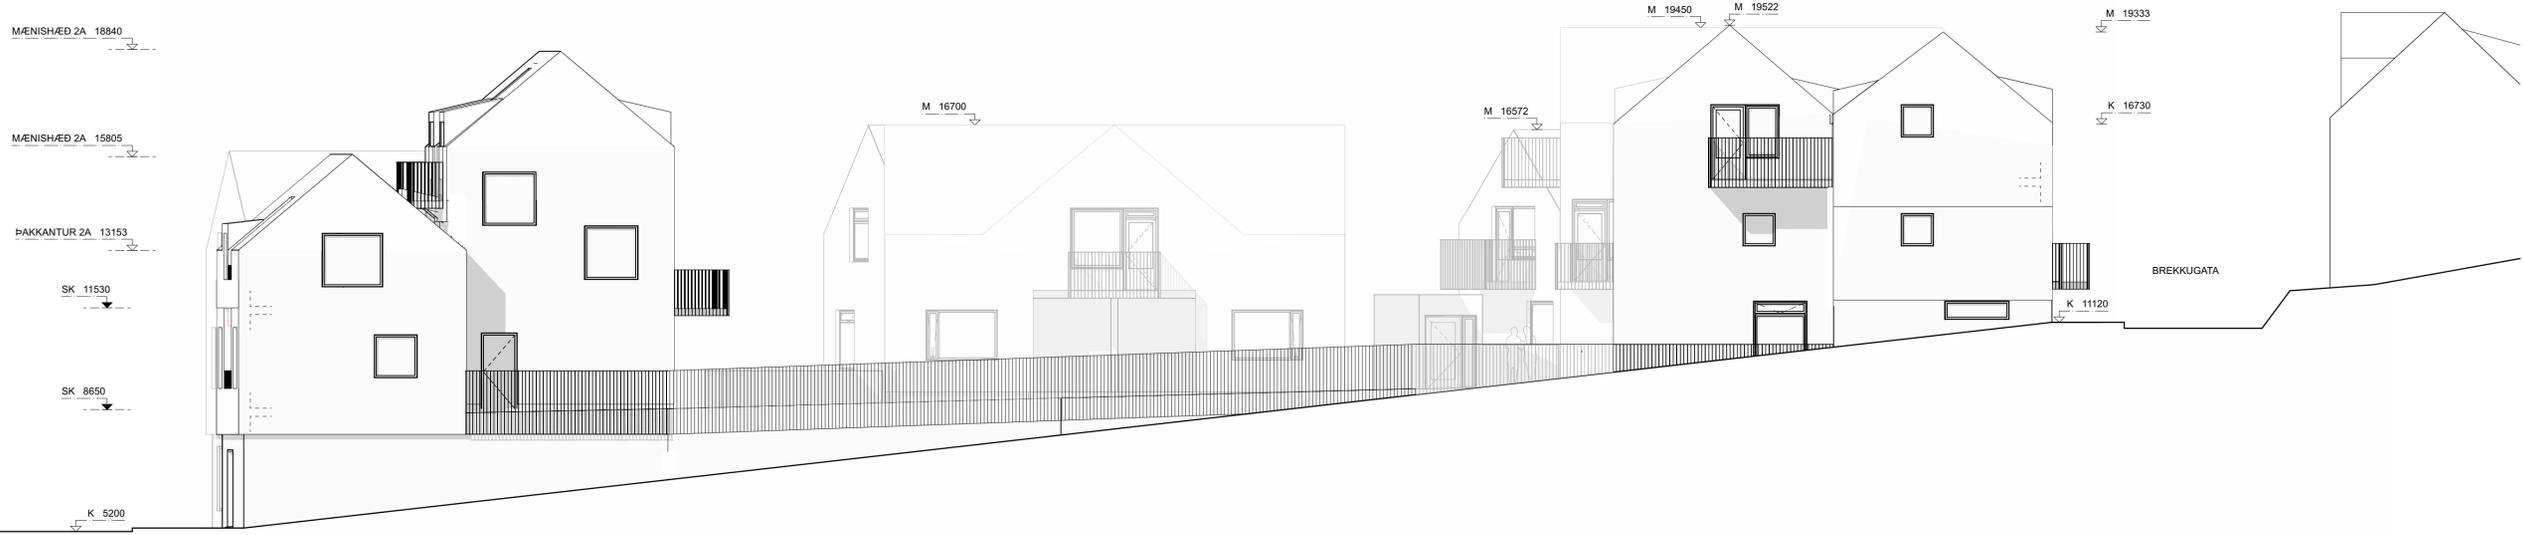 MÆNISHÆÐ 2A 18840
MÆNISHÆÐ 2A 15805
ÞAKKANTUR 2A 13153
SK 11530
SK 8650
K 5200
M 16700
M 16572
M 19450
M 19522
M 19333
K 16730
BREKKUGATA
K 11120